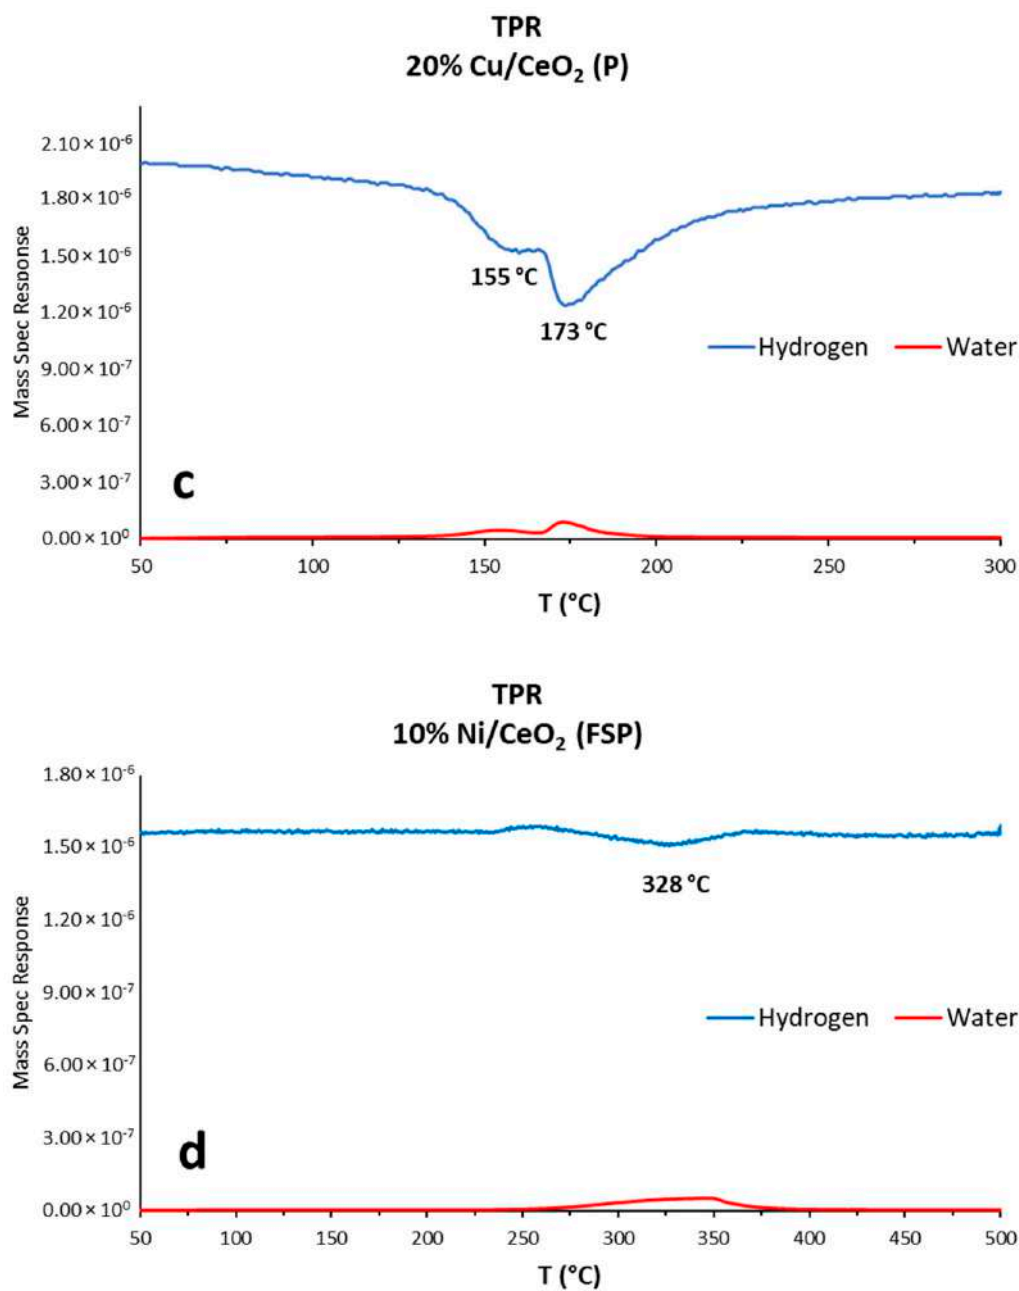 TPR
20% Cu/CeO₂ (P)
Mass Spec Response
2.10 × 10⁻⁶
1.80 × 10⁻⁶
1.50 × 10⁻⁶
1.20 × 10⁻⁶
9.00 × 10⁻⁷
6.00 × 10⁻⁷
3.00 × 10⁻⁷
0.00 × 10⁰
155 °C
173 °C
Hydrogen Water
c
50 100 150 200 250 300
T (°C)
TPR
10% Ni/CeO₂ (FSP)
Mass Spec Response
1.80 × 10⁻⁶
1.50 × 10⁻⁶
1.20 × 10⁻⁶
9.00 × 10⁻⁷
6.00 × 10⁻⁷
3.00 × 10⁻⁷
0.00 × 10⁰
328 °C
Hydrogen Water
d
50 100 150 200 250 300 350 400 450 500
T (°C)